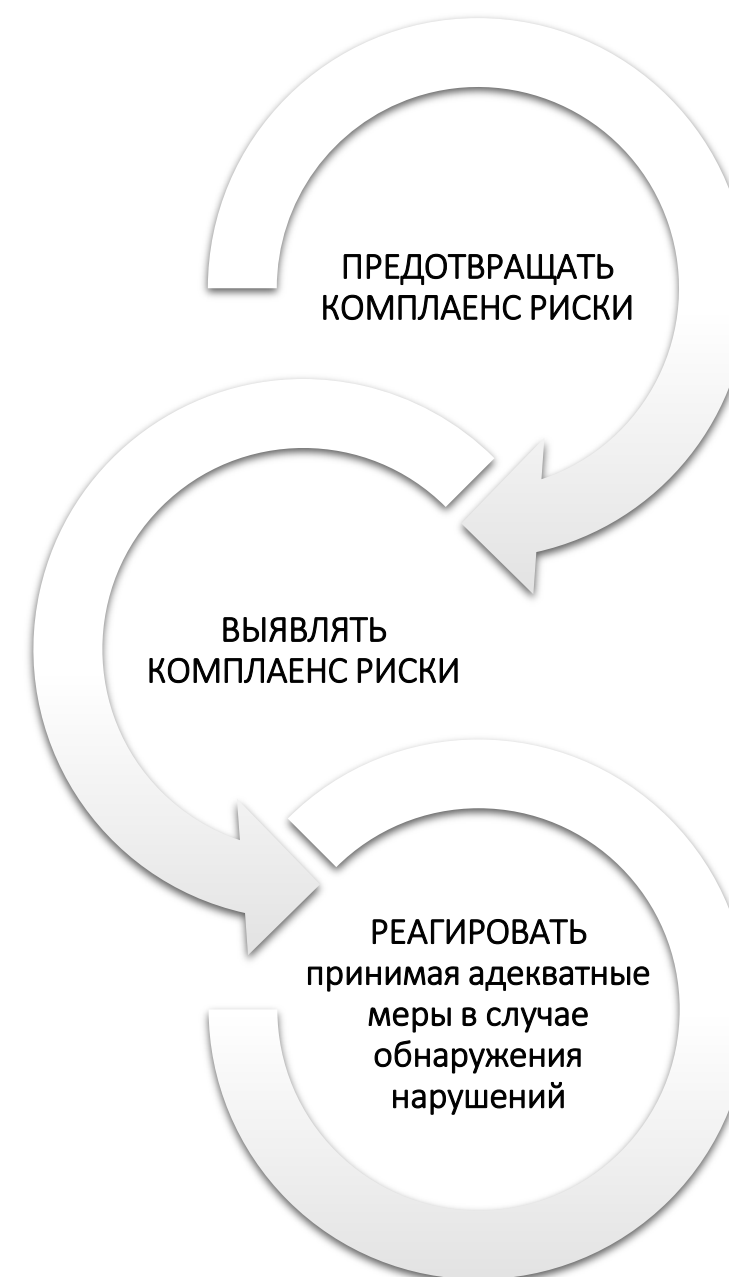 ПРЕДОТВРАЩАТЬ
КОМПЛАЕНС РИСКИ
ВЫЯВЛЯТЬ
КОМПЛАЕНС РИСКИ
РЕАГИРОВАТЬ
принимая адекватные
меры в случае
обнаружения
нарушений